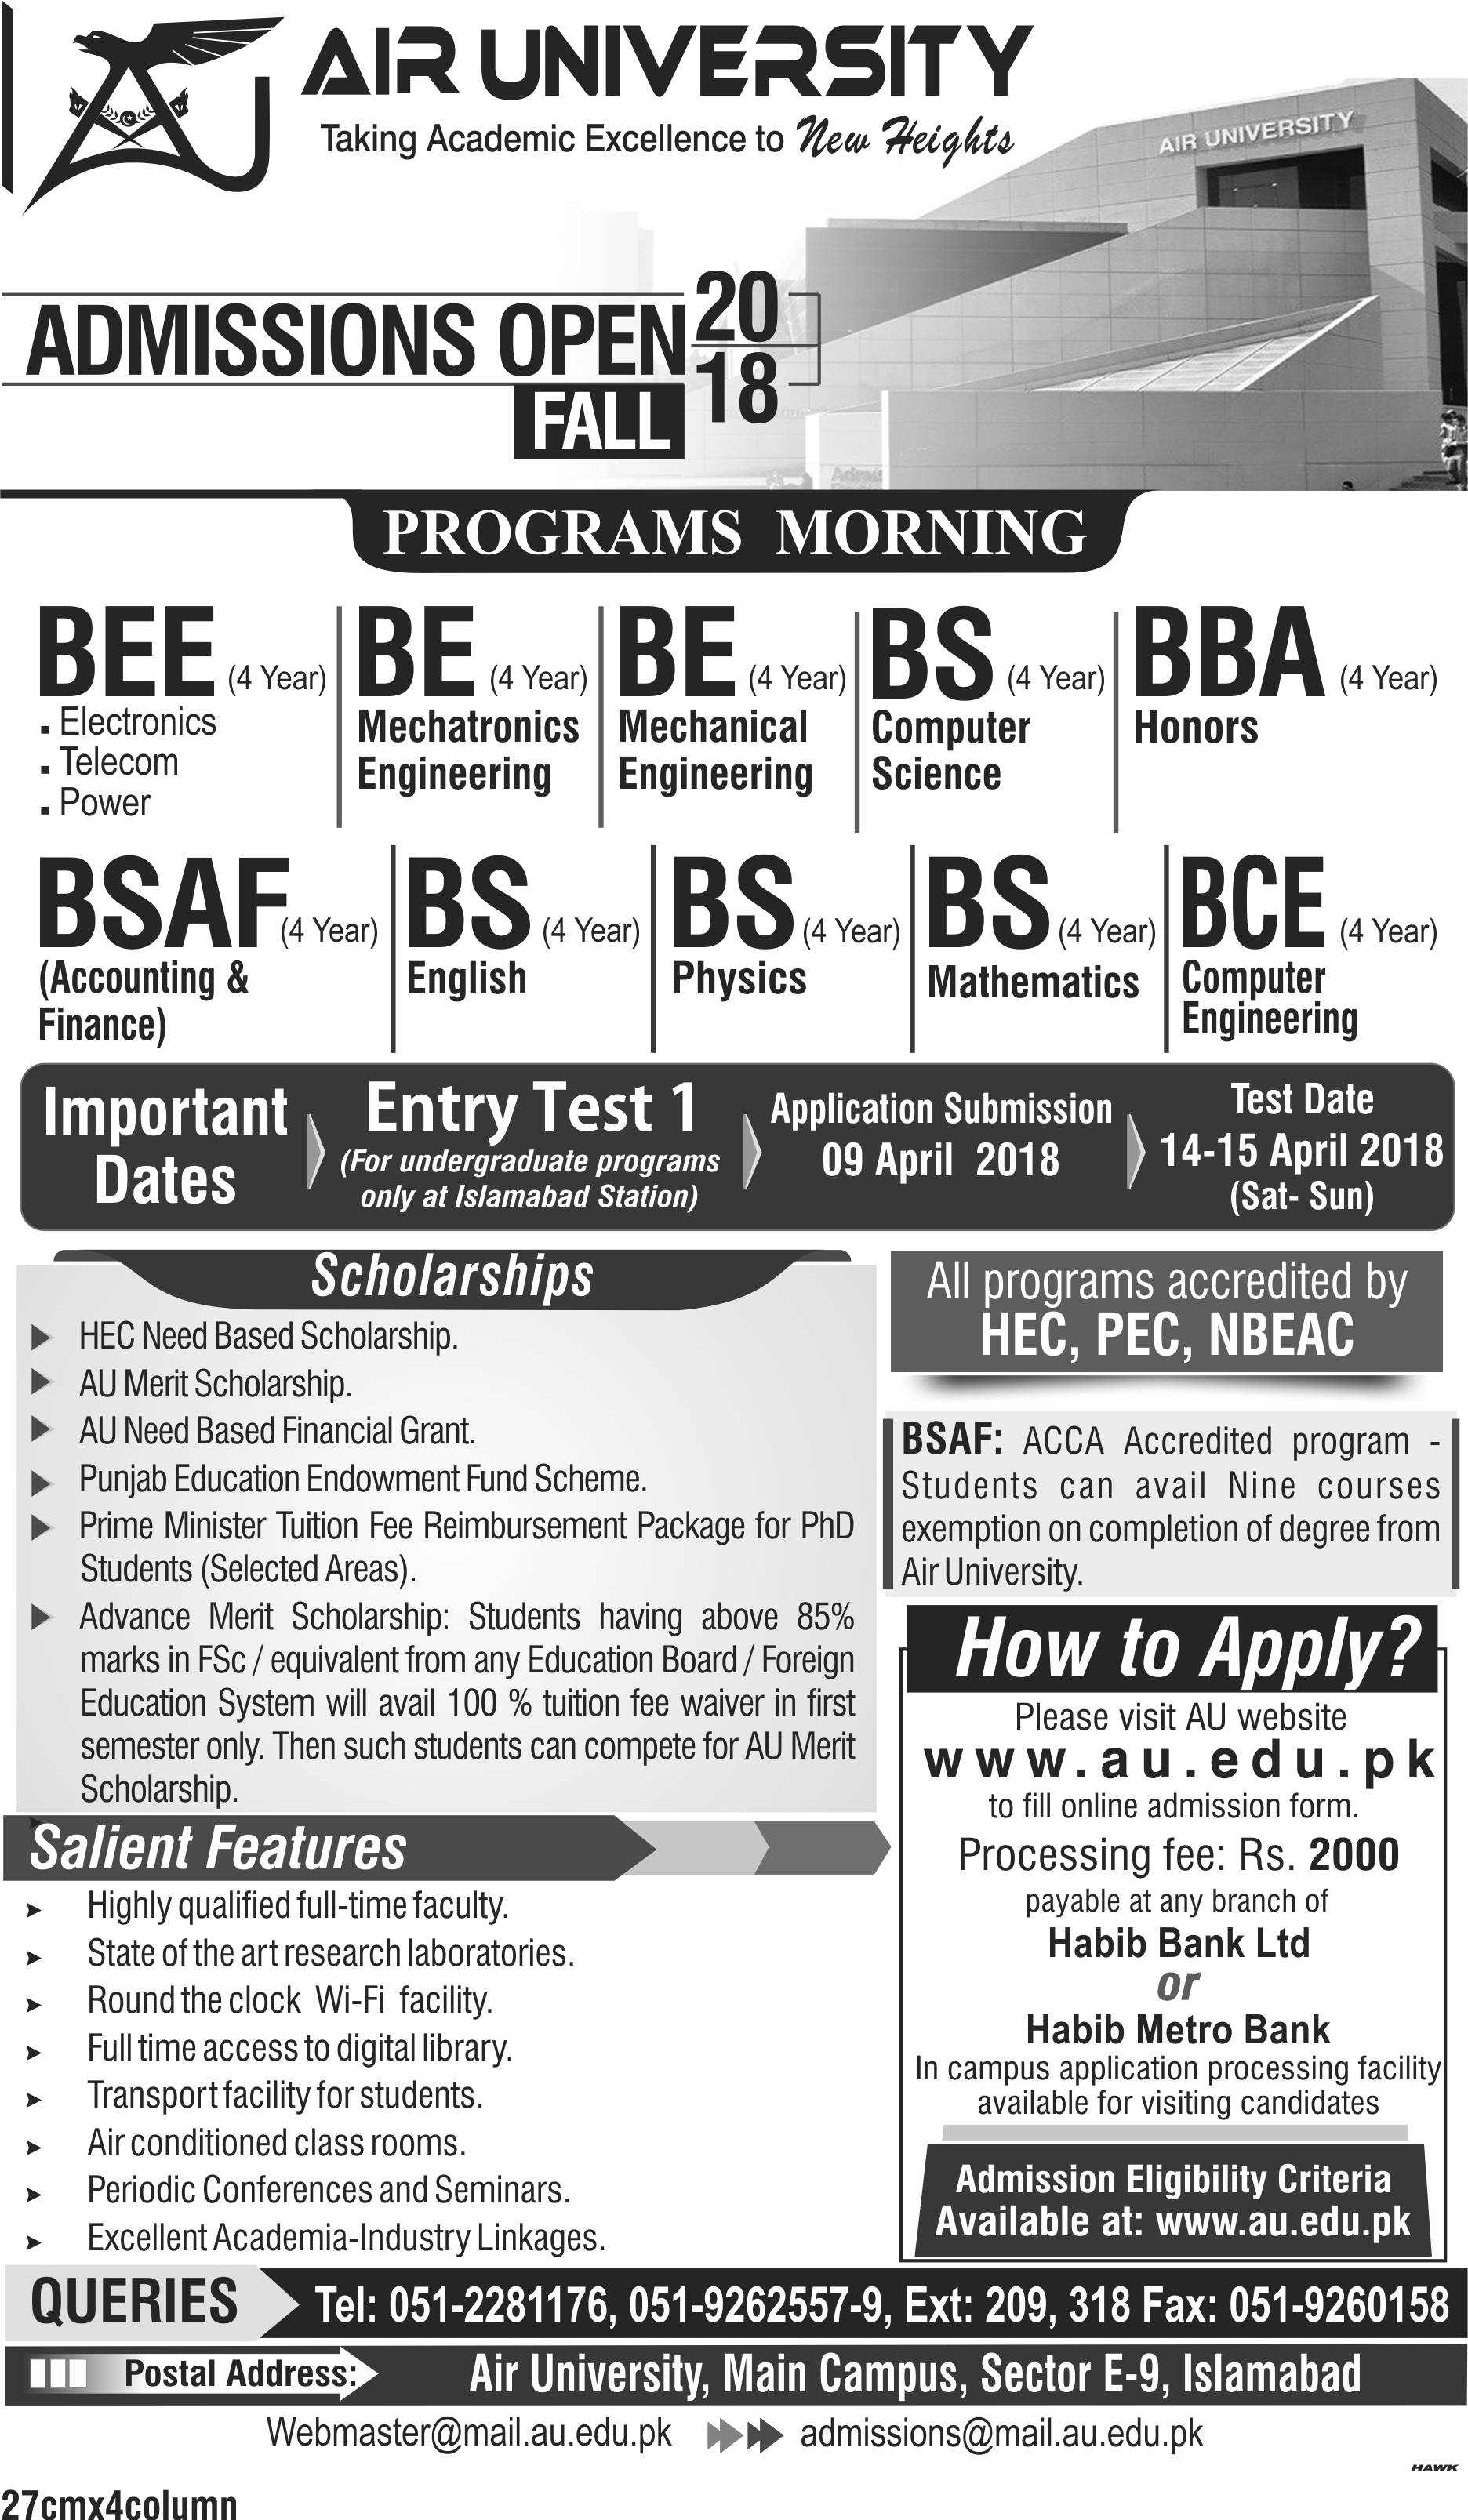 AIR UNIVERSITY
Taking Academic Excellence to New Heights
AIR UNIVERSITY
ADMISSIONS OPEN 20
18
FALL
PROGRAMS MORNING
BEE (4 Year)
. Electronics
. Telecom
. Power
BE (4 Year)
Mechatronics
Engineering
BE (4 Year)
Mechanical
Engineering
BS (4 Year)
Computer
Science
BBA (4 Year)
Honors
BSAF (4 Year)
(Accounting &
Finance)
BS (4 Year)
English
BS (4 Year)
Physics
BS (4 Year)
Mathematics
BCE (4 Year)
Computer
Engineering
Important
Dates
Entry Test 1
(For undergraduate programs
only at Islamabad Station)
Application Submission
09 April 2018
Test Date
14-15 April 2018
(Sat- Sun)
Scholarships
HEC Need Based Scholarship.
AU Merit Scholarship.
AU Need Based Financial Grant.
Punjab Education Endowment Fund Scheme.
Prime Minister Tuition Fee Reimbursement Package for PhD
Students (Selected Areas).
Advance Merit Scholarship: Students having above 85%
marks in FSc / equivalent from any Education Board / Foreign
Education System will avail 100 % tuition fee waiver in first
semester only. Then such students can compete for AU Merit
Scholarship.
Salient Features
Highly qualified full-time faculty.
State of the art research laboratories.
Round the clock Wi-Fi facility.
Full time access to digital library.
Transport facility for students.
Air conditioned class rooms.
Periodic Conferences and Seminars.
Excellent Academia-Industry Linkages.
All programs accredited by
HEC, PEC, NBEAC
BSAF: ACCA Accredited program -
Students can avail Nine courses
exemption on completion of degree from
Air University.
How to Apply?
Please visit AU website
www.au.edu.pk
to fill online admission form.
Processing fee: Rs. 2000
payable at any branch of
Habib Bank Ltd
or
Habib Metro Bank
In campus application processing facility
available for visiting candidates
Admission Eligibility Criteria
Available at: www.au.edu.pk
QUERIES
Tel: 051-2281176, 051-9262557-9, Ext: 209, 318 Fax: 051-9260158
Postal Address:
Air University, Main Campus, Sector E-9, Islamabad
Webmaster@mail.au.edu.pk
admissions@mail.au.edu.pk
HAWK
27cmx4column